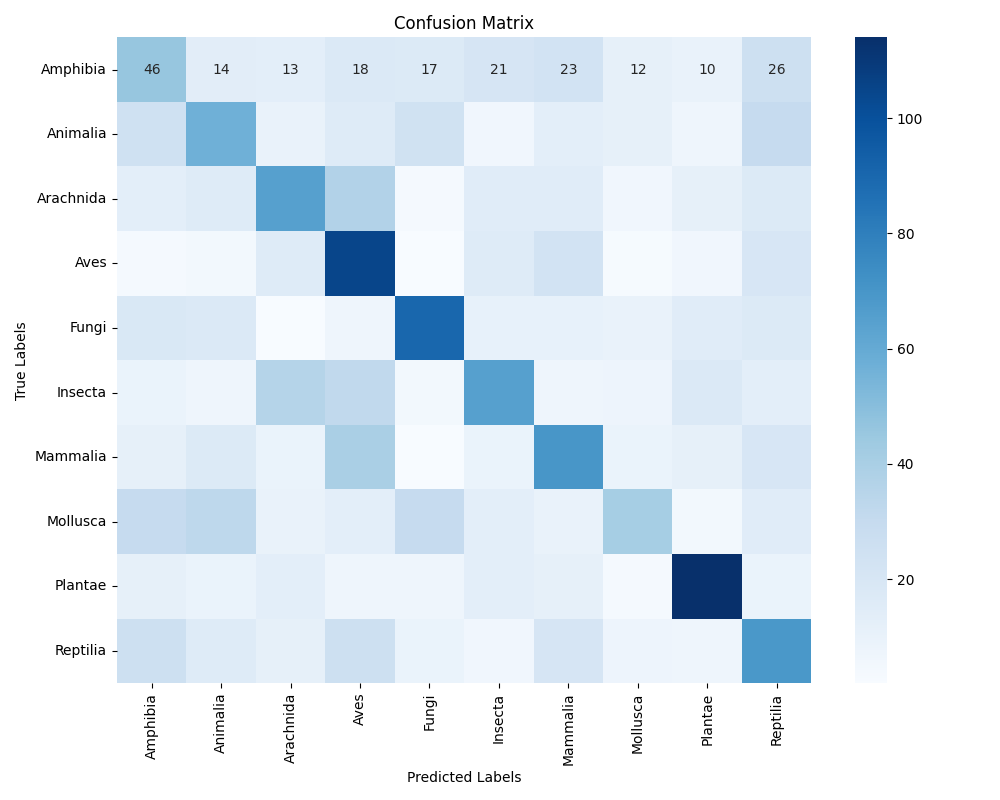 Confusion Matrix
True Labels
Amphibia 46 14 13 18 17 21 23 12 10 26
Animalia
Arachnida
Aves
Fungi
Insecta
Mammalia
Mollusca
Plantae
Reptilia
Amphibia Animalia Arachnida Aves Fungi Insecta Mammalia Mollusca Plantae Reptilia
Predicted Labels
100
80
60
40
20